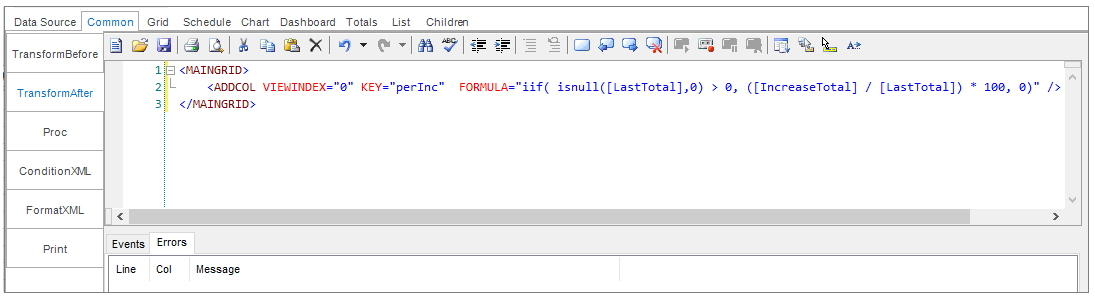 Data Source Common Grid Schedule Chart Dashboard Totals List Children
TransformBefore
TransformAfter
Proc
ConditionXML
FormatXML
Print
ABC
A
1 <MAINGRID>
2 <ADDCOL VIEWINDEX="0" KEY="perInc" FORMULA="iif( isnull([LastTotal],0) > 0, ([IncreaseTotal] / [LastTotal]) * 100, 0)" />
3 </MAINGRID>
Events Errors
Line Col Message